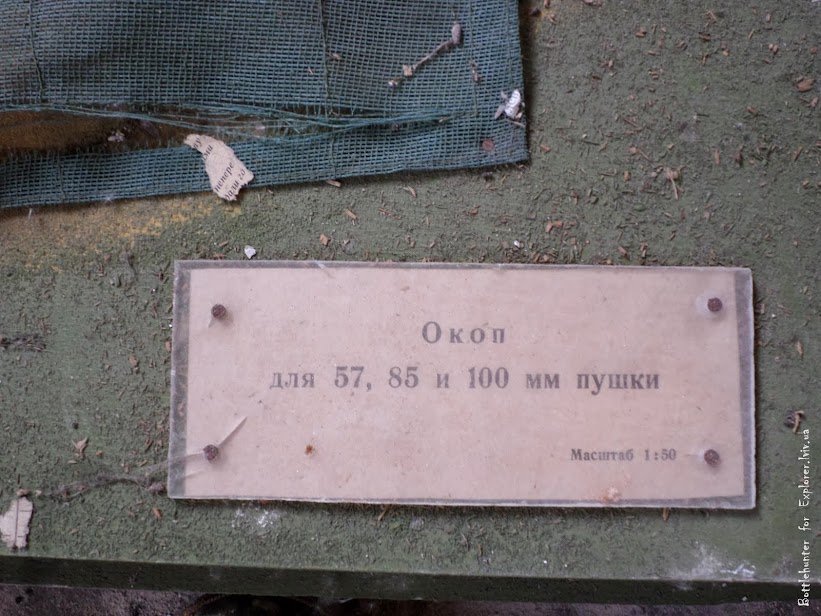 Окоп
для 57, 85 и 100 мм пушки
Масштаб 1:50
Bottlehunter for Explorer.lviv.ua